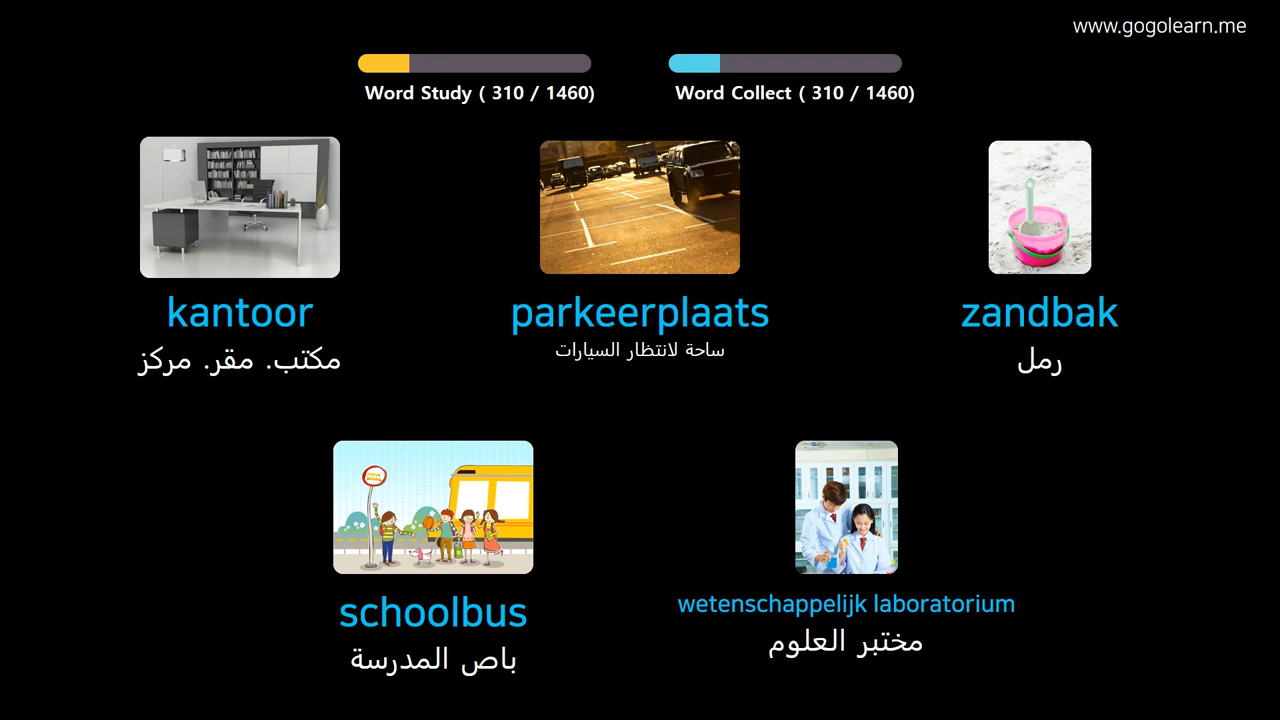 www.gogolearn.me
Word Study ( 310 / 1460)
Word Collect ( 310 / 1460)
kantoor
مكتب. مقر. مركز
parkeerplaats
ساحة لانتظار السيارات
zandbak
رمل
schoolbus
باص المدرسة
wetenschappelijk laboratorium
مختبر العلوم